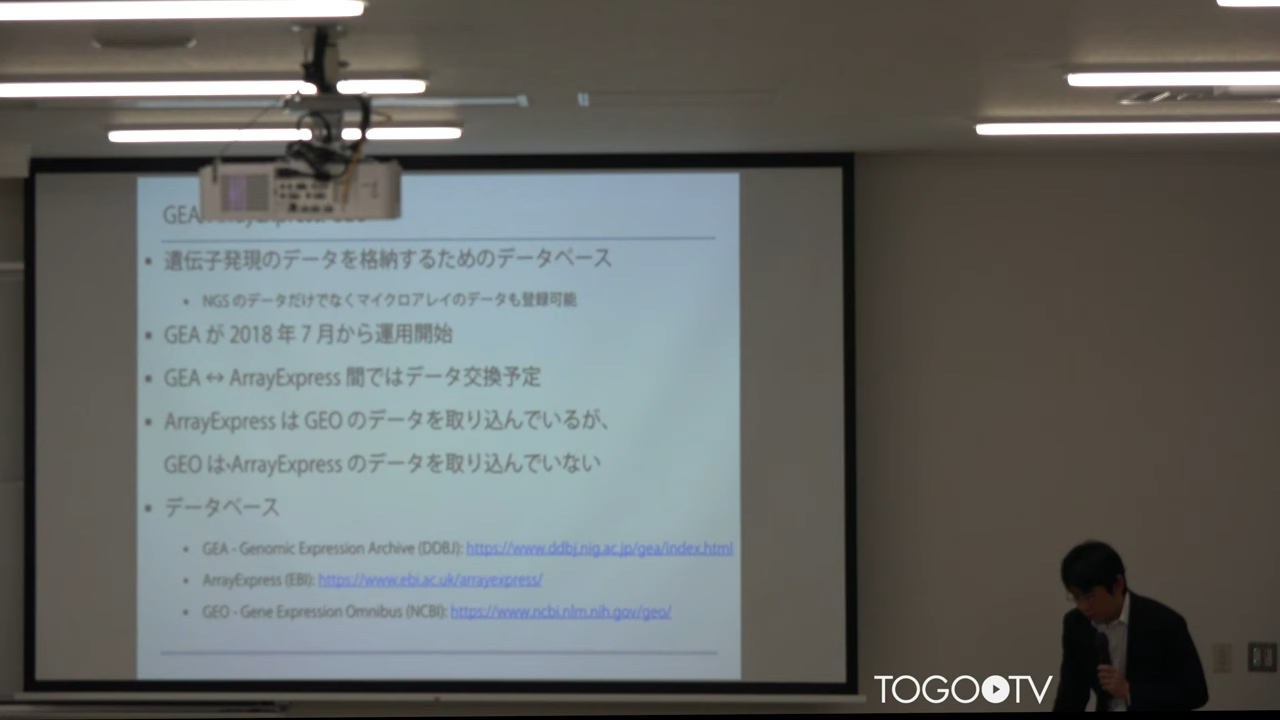 GEA
• 遺伝子発現のデータを格納するためのデータベース
• NGS のデータだけでなくマイクロアレイのデータも登録可能
• GEA が 2018 年 7 月から運用開始
• GEA ↔ ArrayExpress 間ではデータ交換予定
• ArrayExpress は GEO のデータを取り込んでいるが、
GEO は ArrayExpress のデータを取り込んでいない
• データベース
• GEA - Genomic Expression Archive (DDBJ): https://www.ddbj.nig.ac.jp/gea/index.html
• ArrayExpress (EBI): https://www.ebi.ac.uk/arrayexpress/
• GEO - Gene Expression Omnibus (NCBI): https://www.ncbi.nlm.nih.gov/geo/
TOGO TV